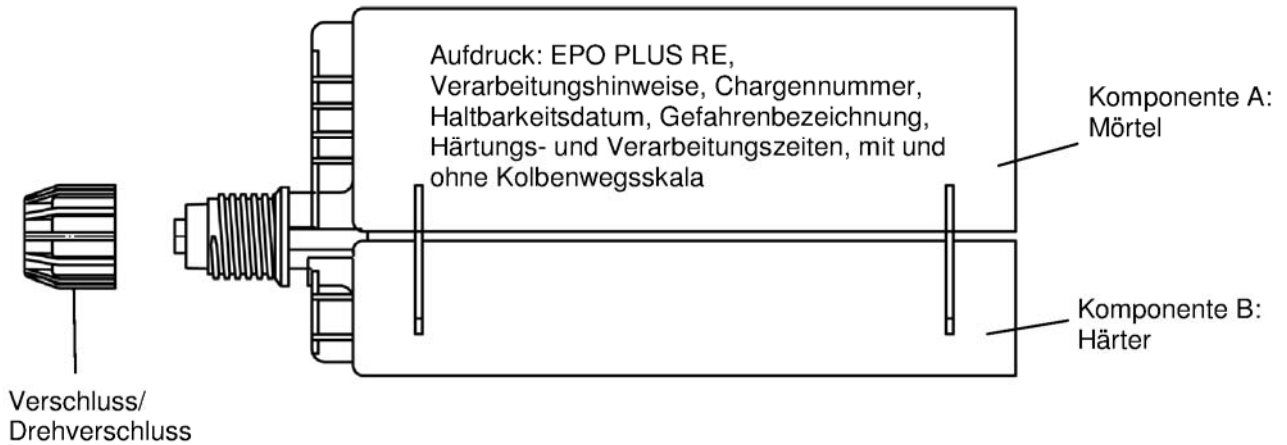 Aufdruck: EPO PLUS RE,
Verarbeitungshinweise, Chargennummer,
Haltbarkeitsdatum, Gefahrenbezeichnung,
Härtungs- und Verarbeitungszeiten, mit und
ohne Kolbenwegsskala
Komponente A:
Mörtel
Komponente B:
Härter
Verschluss/
Drehverschluss